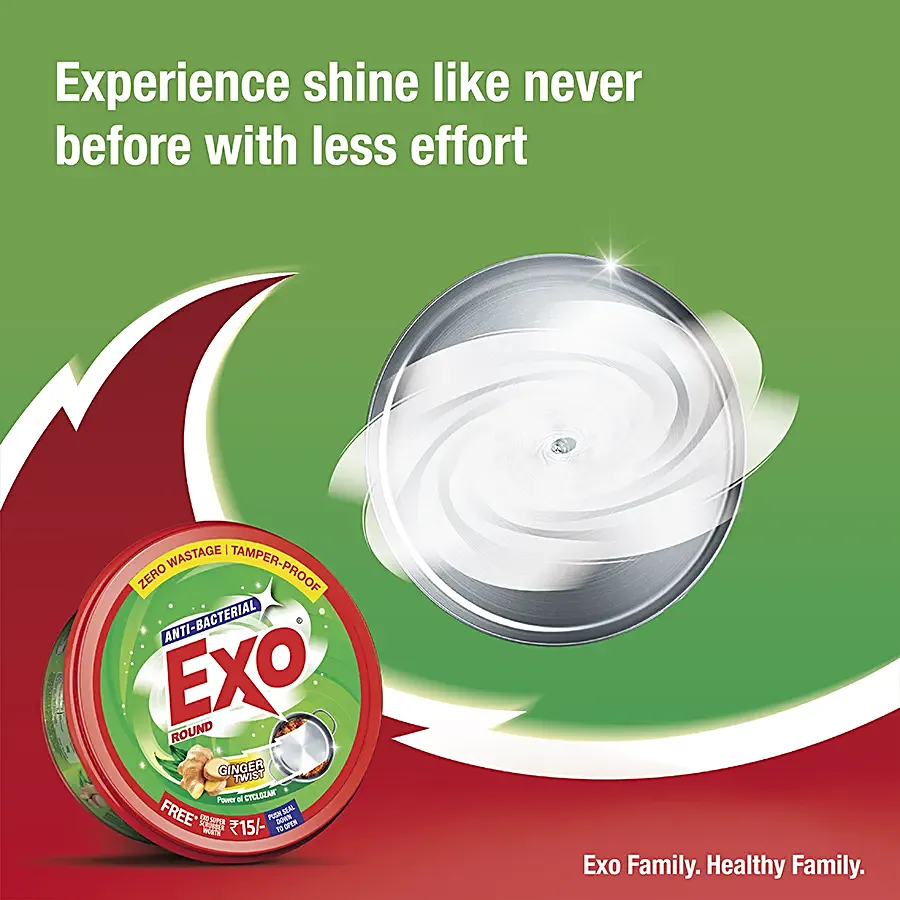 Experience shine like never
before with less effort
ZERO WASTAGE | TAMPER-PROOF
ANTI-BACTERIAL
Exo®
ROUND
GINGER
TWIST
Power of CYCLOZAN*
FREE* EXO SUPER
SCRUBBER
WORTH ₹15/-
PUSH SEAL
DOWN
TO OPEN
Exo Family. Healthy Family.